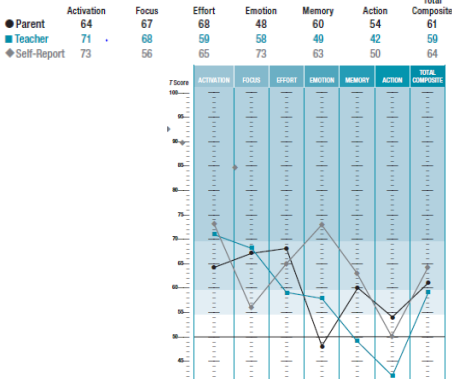 Total
Activation Focus Effort Emotion Memory Action Composite
Parent 64 67 68 48 60 54 61
Teacher 71 68 59 58 49 42 59
Self-Report 73 56 65 73 63 50 64
T Score ACTIVATION FOCUS EFFORT EMOTION MEMORY ACTION TOTAL COMPOSITE
100
95
90
85
80
75
70
65
60
55
50
45